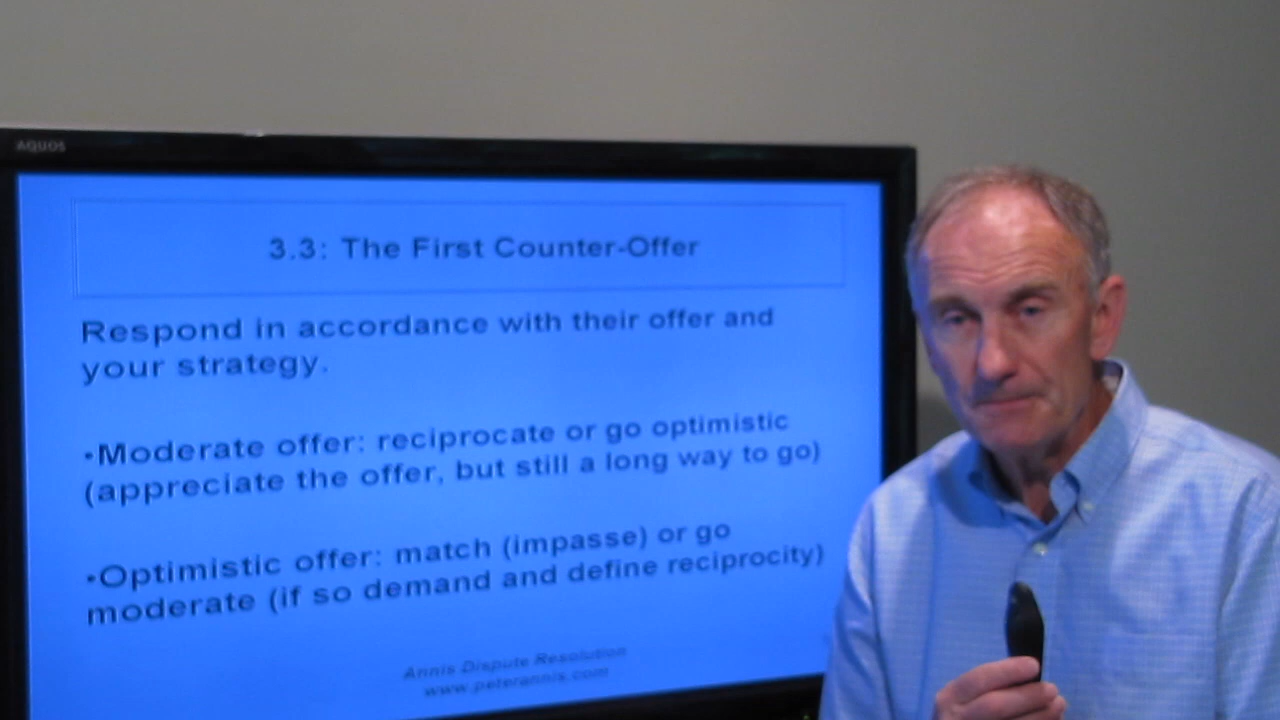 AQUOS
3.3: The First Counter-Offer
Respond in accordance with their offer and
your strategy.
•Moderate offer: reciprocate or go optimistic
(appreciate the offer, but still a long way to go)
•Optimistic offer: match (impasse) or go
moderate (if so demand and define reciprocity)
Annis Dispute Resolution
www.peterannis.com